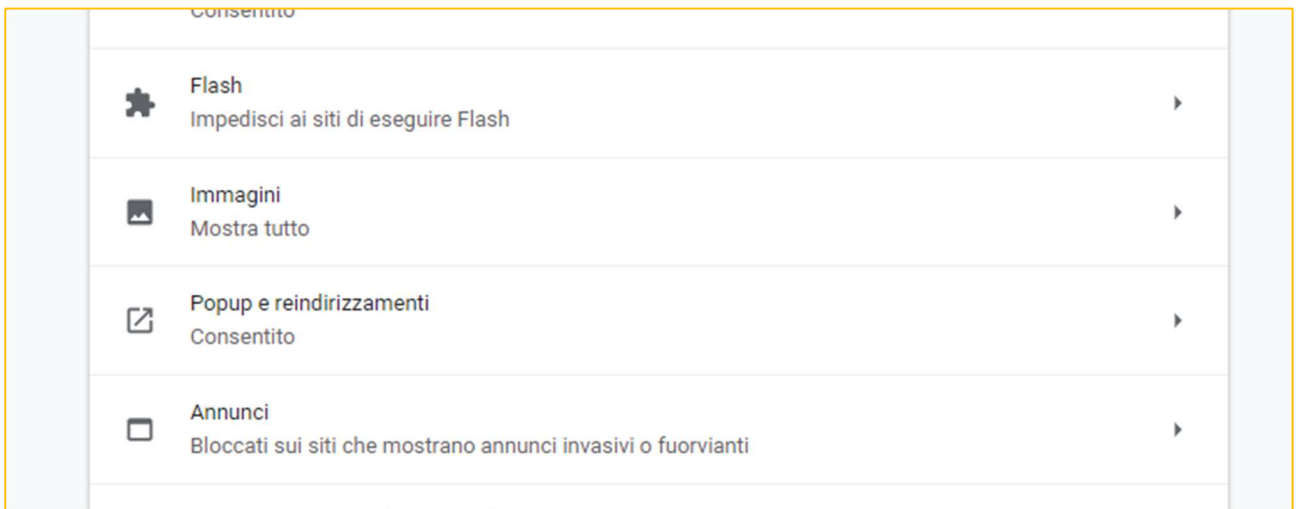 Consentito
Flash
Impedisci ai siti di eseguire Flash
Immagini
Mostra tutto
Popup e reindirizzamenti
Consentito
Annunci
Bloccati sui siti che mostrano annunci invasivi o fuorvianti